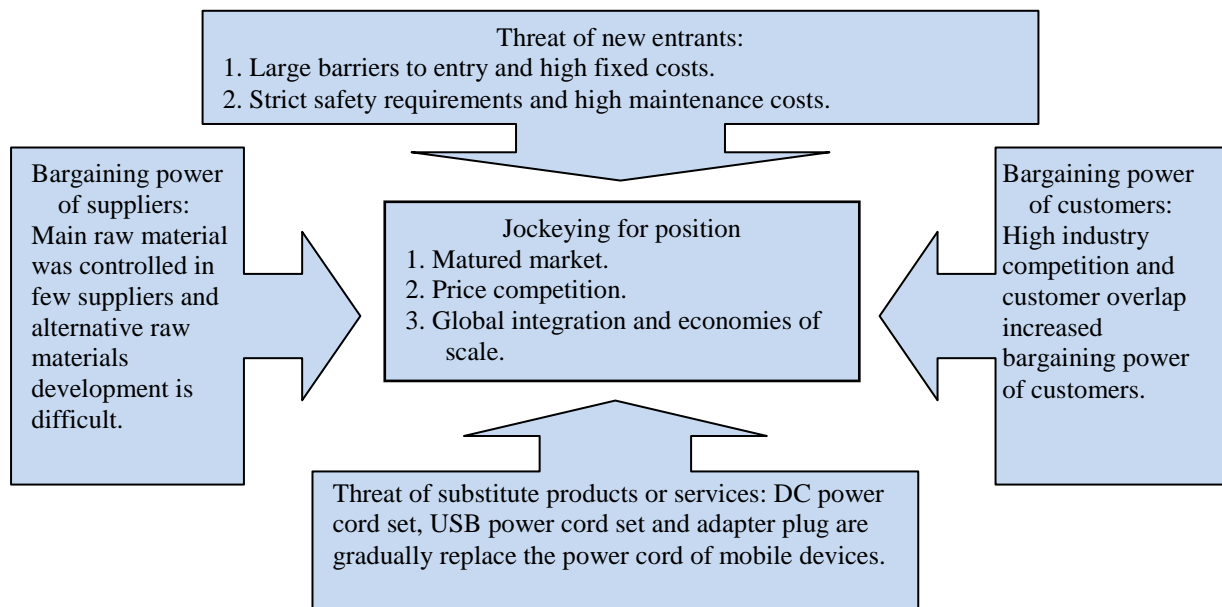 Threat of new entrants:
1. Large barriers to entry and high fixed costs.
2. Strict safety requirements and high maintenance costs.
Bargaining power
of suppliers:
Main raw material
was controlled in
few suppliers and
alternative raw
materials
development is
difficult.
Jockeying for position
1. Matured market.
2. Price competition.
3. Global integration and economies of
scale.
Bargaining power
of customers:
High industry
competition and
customer overlap
increased
bargaining power
of customers.
Threat of substitute products or services: DC power
cord set, USB power cord set and adapter plug are
gradually replace the power cord of mobile devices.